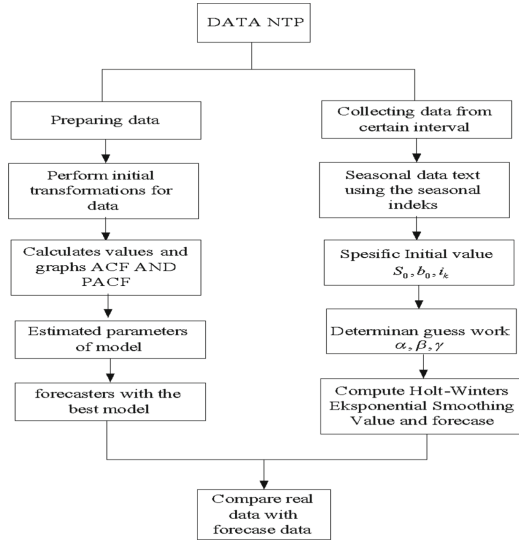 DATA NTP
Preparing data
Perform initial
transformations for
data
Calculates values and
graphs ACF AND
PACF
Estimated parameters
of model
forecasters with the
best model
Collecting data from
certain interval
Seasonal data text
using the seasonal
indeks
Spesific Initial value
S₀, b₀, iₖ
Determinan guess work
α, β, γ
Compute Holt-Winters
Eksponential Smoothing
Value and forecase
Compare real
data with
forecase data